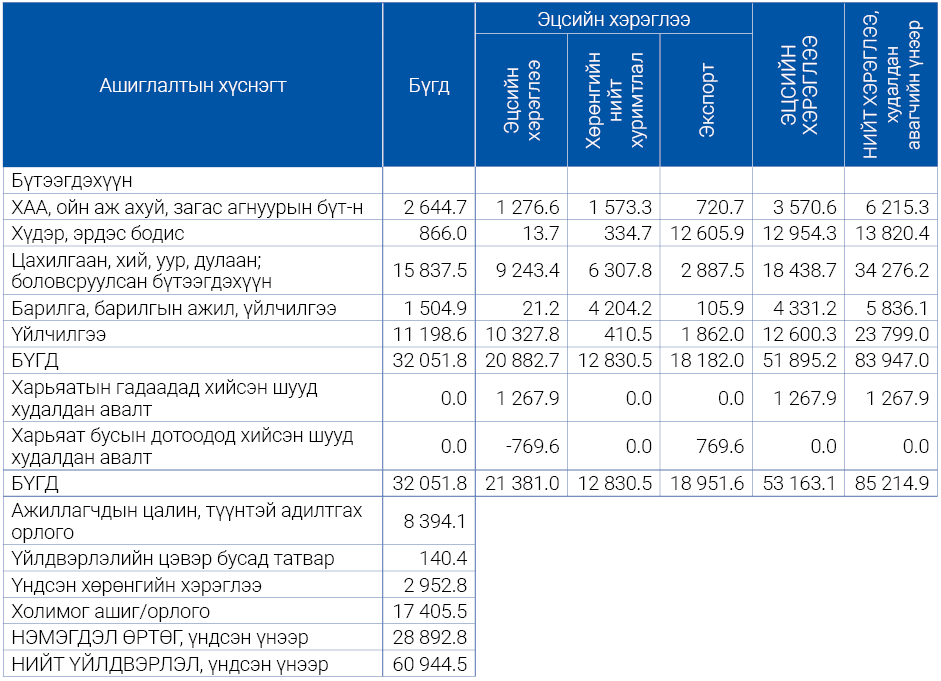 Ашиглалтын хүснэгт
Бүгд
Эцсийн хэрэглээ
Эцсийн
хэрэглээ
Хөрөнгийн
нийт
хуримтлал
Экспорт
ЭЦСИЙН
ХЭРЭГЛЭЭ
НИЙТ ХЭРЭГЛЭЭ,
худалдан
авагчийн үнээр
Бүтээгдэхүүн
ХАА, ойн аж ахуй, загас агнуурын бүт-н 2 644.7 1 276.6 1 573.3 720.7 3 570.6 6 215.3
Хүдэр, эрдэс бодис 866.0 13.7 334.7 12 605.9 12 954.3 13 820.4
Цахилгаан, хий, уур, дулаан;
боловсруулсан бүтээгдэхүүн 15 837.5 9 243.4 6 307.8 2 887.5 18 438.7 34 276.2
Барилга, барилгын ажил, үйлчилгээ 1 504.9 21.2 4 204.2 105.9 4 331.2 5 836.1
Үйлчилгээ 11 198.6 10 327.8 410.5 1 862.0 12 600.3 23 799.0
БҮГД 32 051.8 20 882.7 12 830.5 18 182.0 51 895.2 83 947.0
Харьяатын гадаадад хийсэн шууд
худалдан авалт 0.0 1 267.9 0.0 0.0 1 267.9 1 267.9
Харьяат бусын дотоодод хийсэн шууд
худалдан авалт 0.0 -769.6 0.0 769.6 0.0 0.0
БҮГД 32 051.8 21 381.0 12 830.5 18 951.6 53 163.1 85 214.9
Ажиллагчдын цалин, түүнтэй адилтгах
орлого 8 394.1
Үйлдвэрлэлийн цэвэр бусад татвар 140.4
Үндсэн хөрөнгийн хэрэглээ 2 952.8
Холимог ашиг/орлого 17 405.5
НЭМЭГДЭЛ ӨРТӨГ, үндсэн үнээр 28 892.8
НИЙТ ҮЙЛДВЭРЛЭЛ, үндсэн үнээр 60 944.5